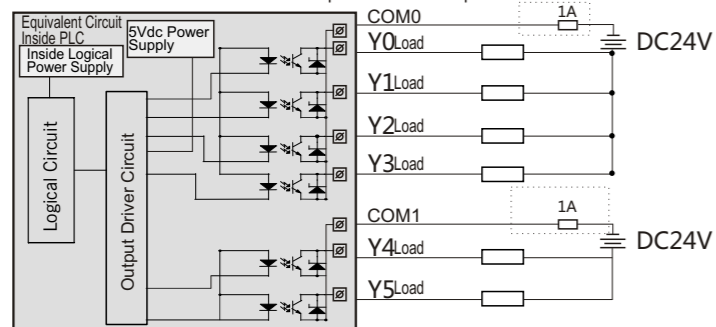 Equivalent Circuit
Inside PLC
Inside Logical
Power Supply
5Vdc Power
Supply
Logical Circuit
Output Driver Circuit
COM0
1A
DC24V
Y0Load
Y1Load
Y2Load
Y3Load
COM1
1A
DC24V
Y4Load
Y5Load